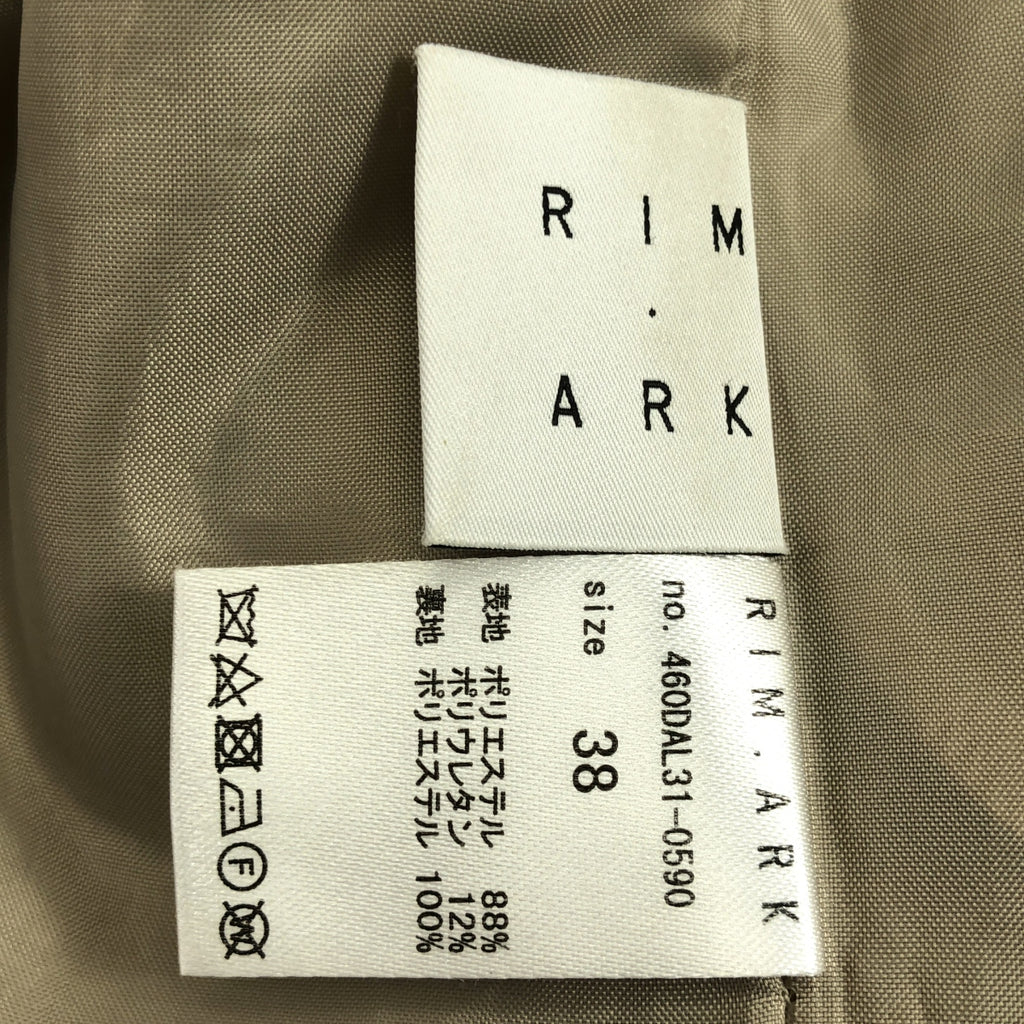 RIM
.
ARK
RIM.ARK
no. 460DAL31-0590
size 38
表地 ポリエステル 88%
ポリウレタン 12%
裏地 ポリエステル 100%
F
W